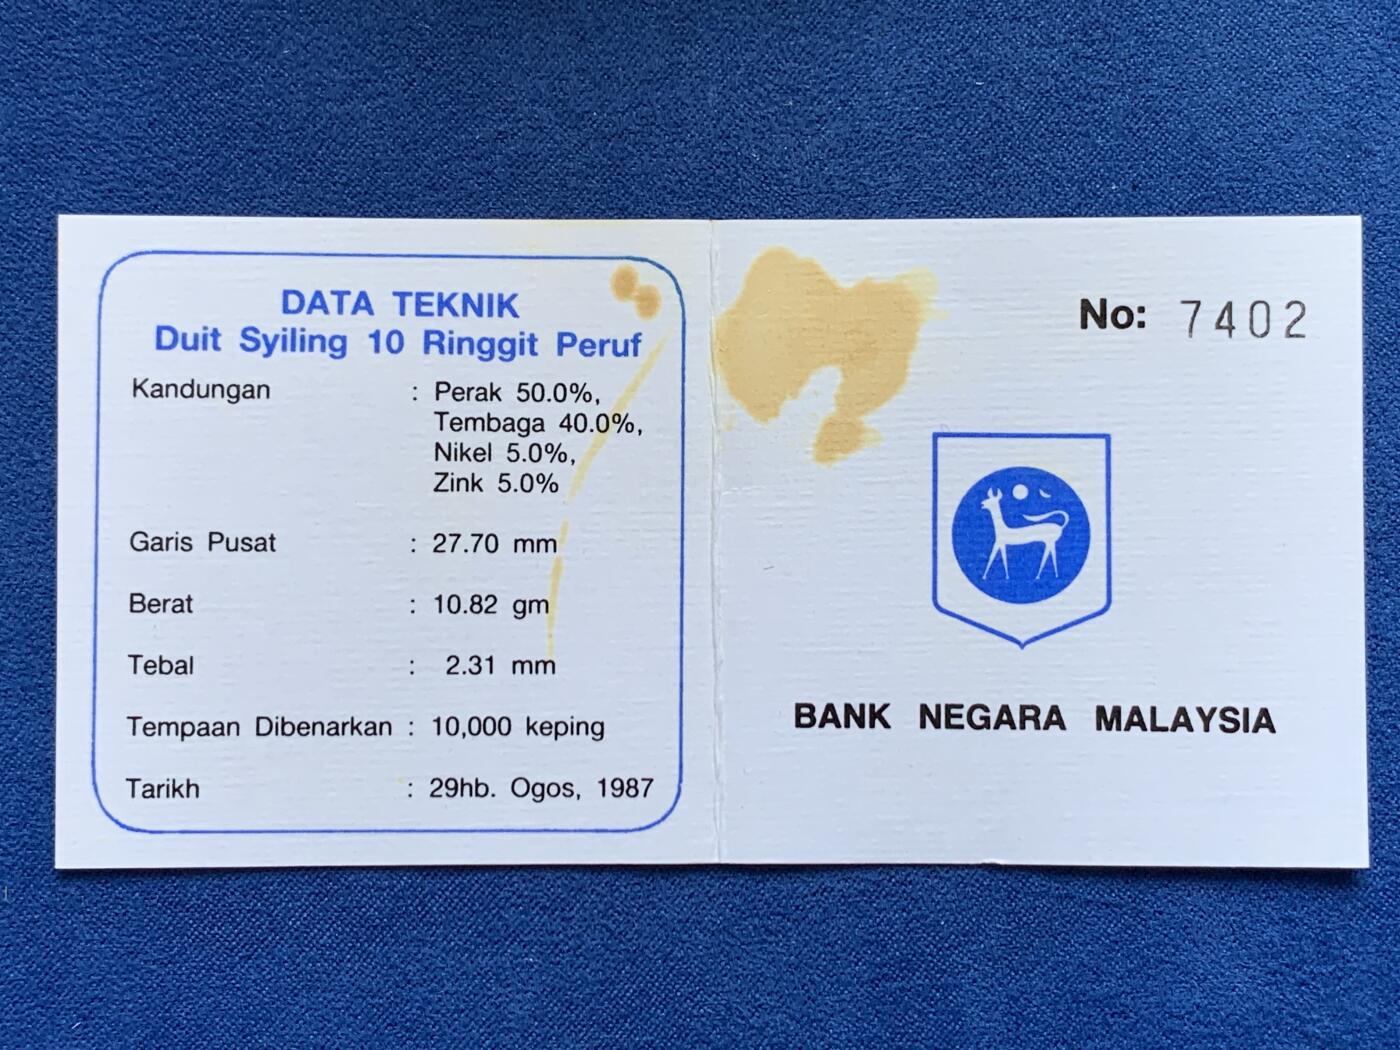 DATA TEKNIK
Duit Syiling 10 Ringgit Peruf
Kandungan : Perak 50.0%,
Tembaga 40.0%,
Nikel 5.0%,
Zink 5.0%
Garis Pusat : 27.70 mm
Berat : 10.82 gm
Tebal : 2.31 mm
Tempaan Dibenarkan : 10,000 keping
Tarikh : 29hb. Ogos, 1987
No: 7402
BANK NEGARA MALAYSIA